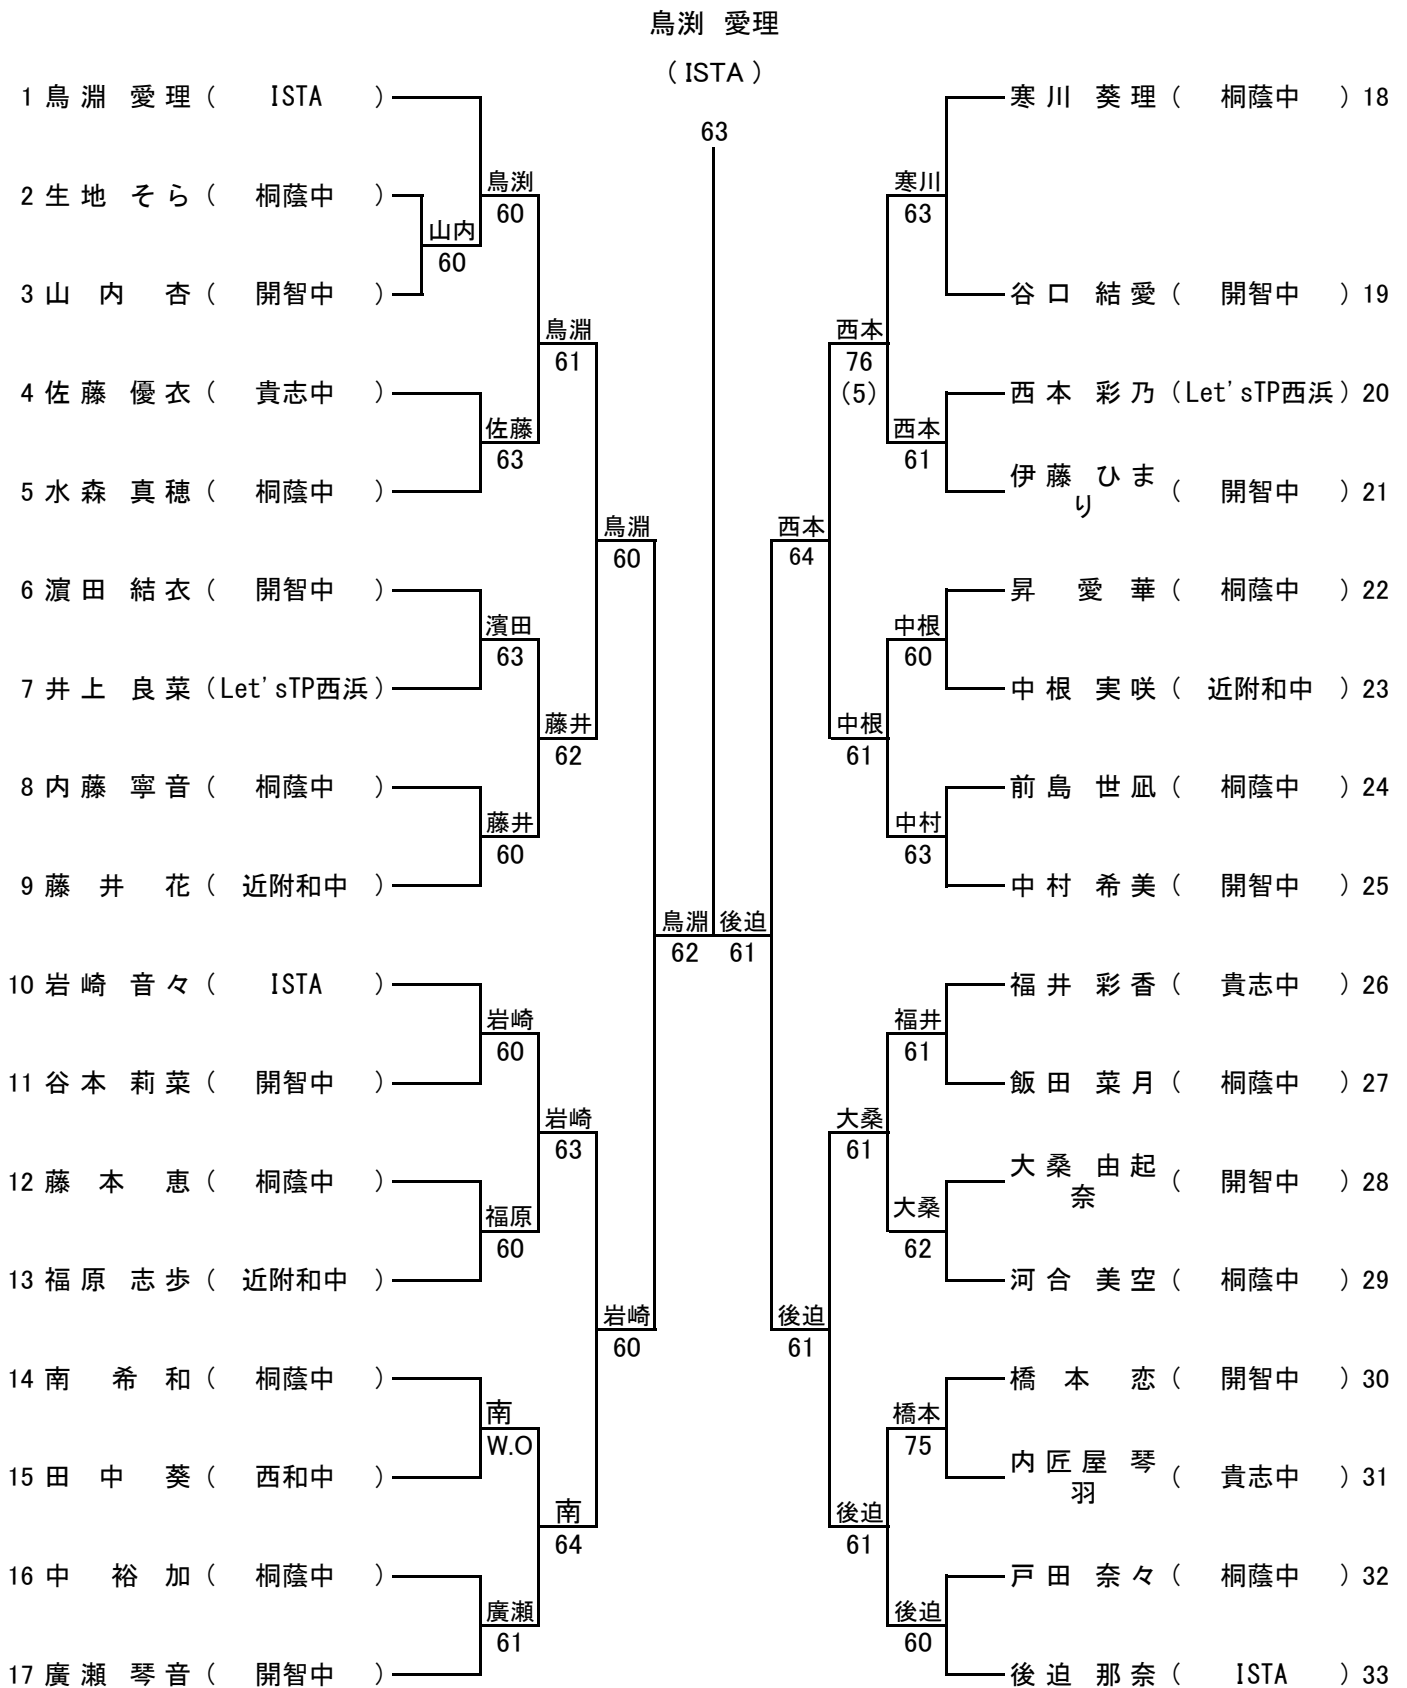 鳥渕 愛理
( ISTA )
63
1 鳥淵 愛理 ( ISTA )
2 生地 そら ( 桐蔭中 )
3 山内 杏 ( 開智中 )
4 佐藤 優衣 ( 貴志中 )
5 水森 真穂 ( 桐蔭中 )
6 濵田 結衣 ( 開智中 )
7 井上 良菜 (Let'sTP西浜 )
8 内藤 寧音 ( 桐蔭中 )
9 藤井 花 ( 近附和中 )
10 岩崎 音々 ( ISTA )
11 谷本 莉菜 ( 開智中 )
12 藤本 恵 ( 桐蔭中 )
13 福原 志歩 ( 近附和中 )
14 南 希和 ( 桐蔭中 )
15 田中 葵 ( 西和中 )
16 中 裕加 ( 桐蔭中 )
17 廣瀬 琴音 ( 開智中 )
山内
60
鳥渕
60
佐藤
63
濱田
63
藤井
60
岩崎
60
福原
60
南
W.O
廣瀬
61
鳥淵
61
藤井
62
岩崎
63
南
64
鳥淵
60
岩崎
60
鳥淵
62
後迫
61
西本
64
後迫
61
西本
76
(5)
中根
61
大桑
61
後迫
61
寒川
63
西本
61
中根
60
中村
63
福井
61
大桑
62
橋本
75
後迫
60
寒川 葵理 ( 桐蔭中 ) 18
谷口 結愛 ( 開智中 ) 19
西本 彩乃 (Let'sTP西浜 ) 20
伊藤 ひま
り ( 開智中 ) 21
昇 愛華 ( 桐蔭中 ) 22
中根 実咲 ( 近附和中 ) 23
前島 世凪 ( 桐蔭中 ) 24
中村 希美 ( 開智中 ) 25
福井 彩香 ( 貴志中 ) 26
飯田 菜月 ( 桐蔭中 ) 27
大桑 由起
奈 ( 開智中 ) 28
河合 美空 ( 桐蔭中 ) 29
橋本 恋 ( 開智中 ) 30
内匠屋 琴
羽 ( 貴志中 ) 31
戸田 奈々 ( 桐蔭中 ) 32
後迫 那奈 ( ISTA ) 33